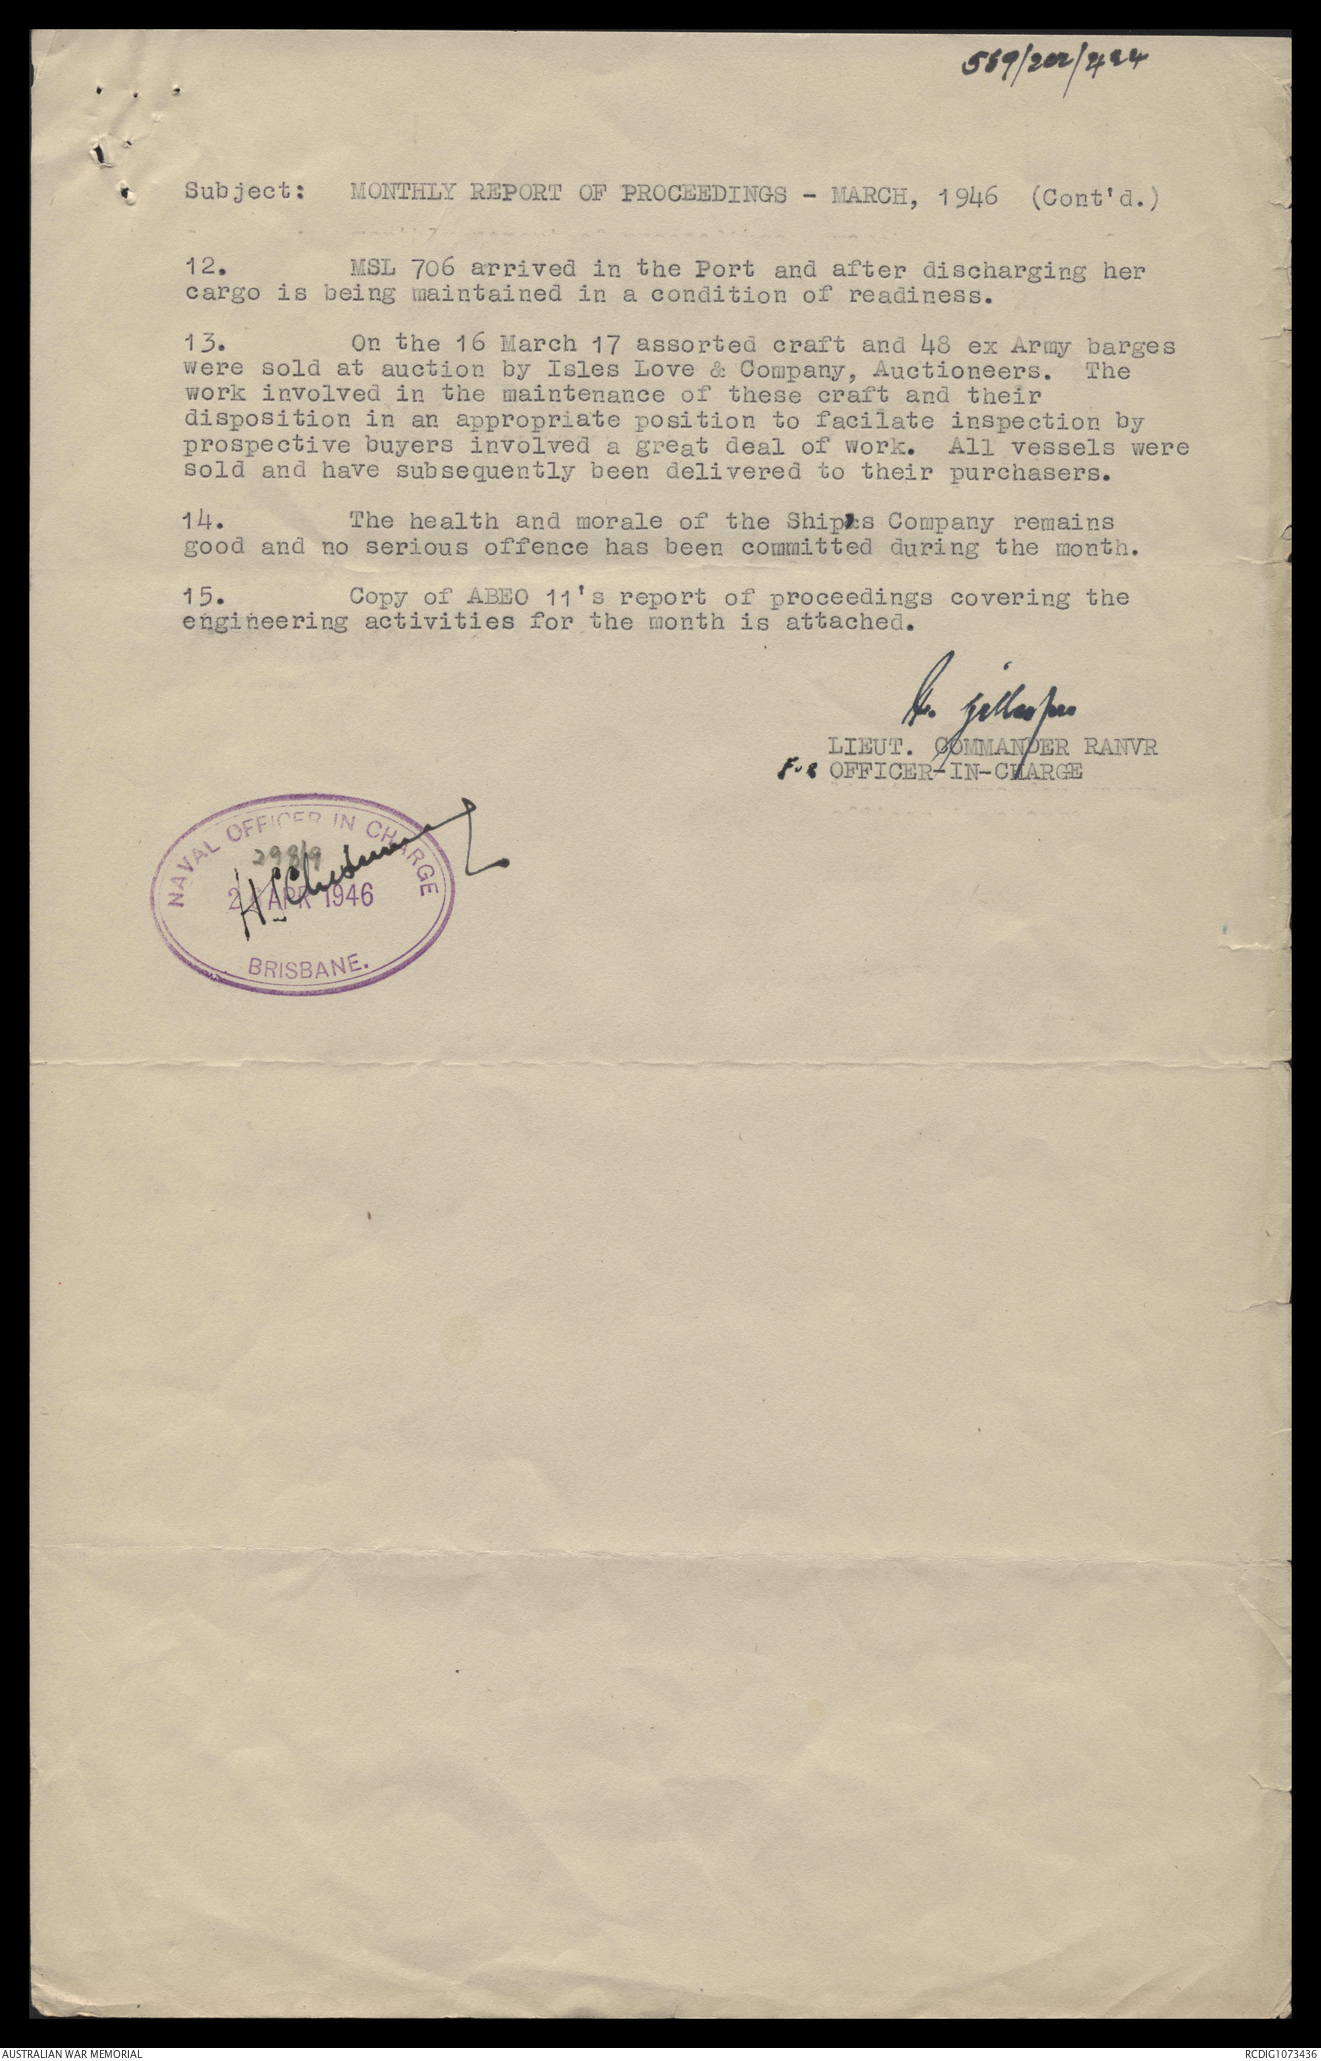 569/202/424
Subject: MONTHLY REPORT OF PROCEEDINGS - MARCH, 1946 (Cont'd.)
12. MSL 706 arrived in the Port and after discharging her
cargo is being maintained in a condition of readiness.
13. On the 16 March 17 assorted craft and 48 ex Army barges
were sold at auction by Isles Love & Company, Auctioneers. The
work involved in the maintenance of these craft and their
disposition in an appropriate position to facilate inspection by
prospective buyers involved a great deal of work. All vessels were
sold and have subsequently been delivered to their purchasers.
14. The health and morale of the Ships Company remains
good and no serious offence has been committed during the month.
15. Copy of ABEO 11's report of proceedings covering the
engineering activities for the month is attached.
Gillespie
LIEUT. COMMANDER RANVR
For OFFICER-IN-CHARGE
NAVAL OFFICER IN CHARGE
298/9
APR 1946
BRISBANE.
AUSTRALIAN WAR MEMORIAL
RCDIG1073436